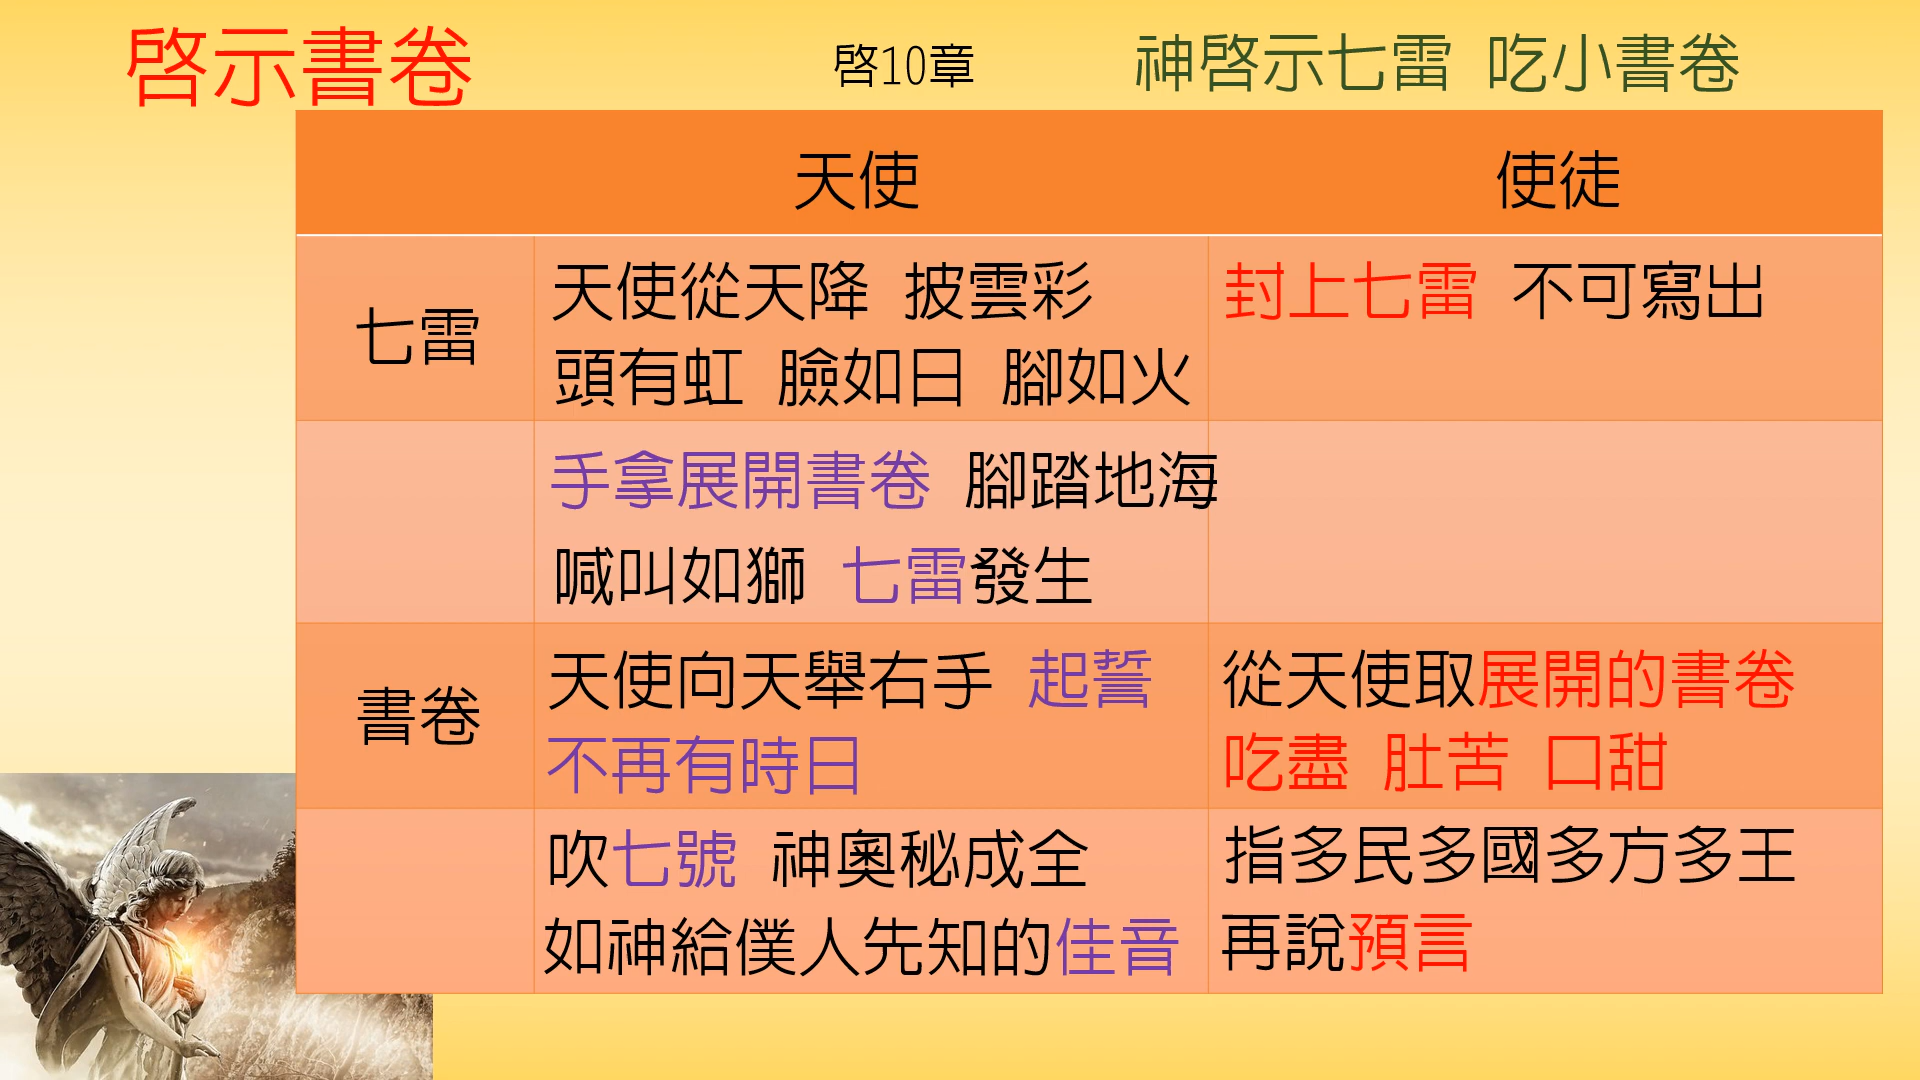 啓示書卷
啓10章
神啓示七雷 吃小書卷
天使
使徒
七雷
天使從天降 披雲彩
頭有虹 臉如日 腳如火
封上七雷 不可寫出
手拿展開書卷 腳踏地海
喊叫如獅 七雷發生
書卷
天使向天舉右手 起誓
不再有時日
從天使取展開的書卷
吃盡 肚苦 口甜
吹七號 神奧秘成全
如神給僕人先知的佳音
指多民多國多方多王
再說預言